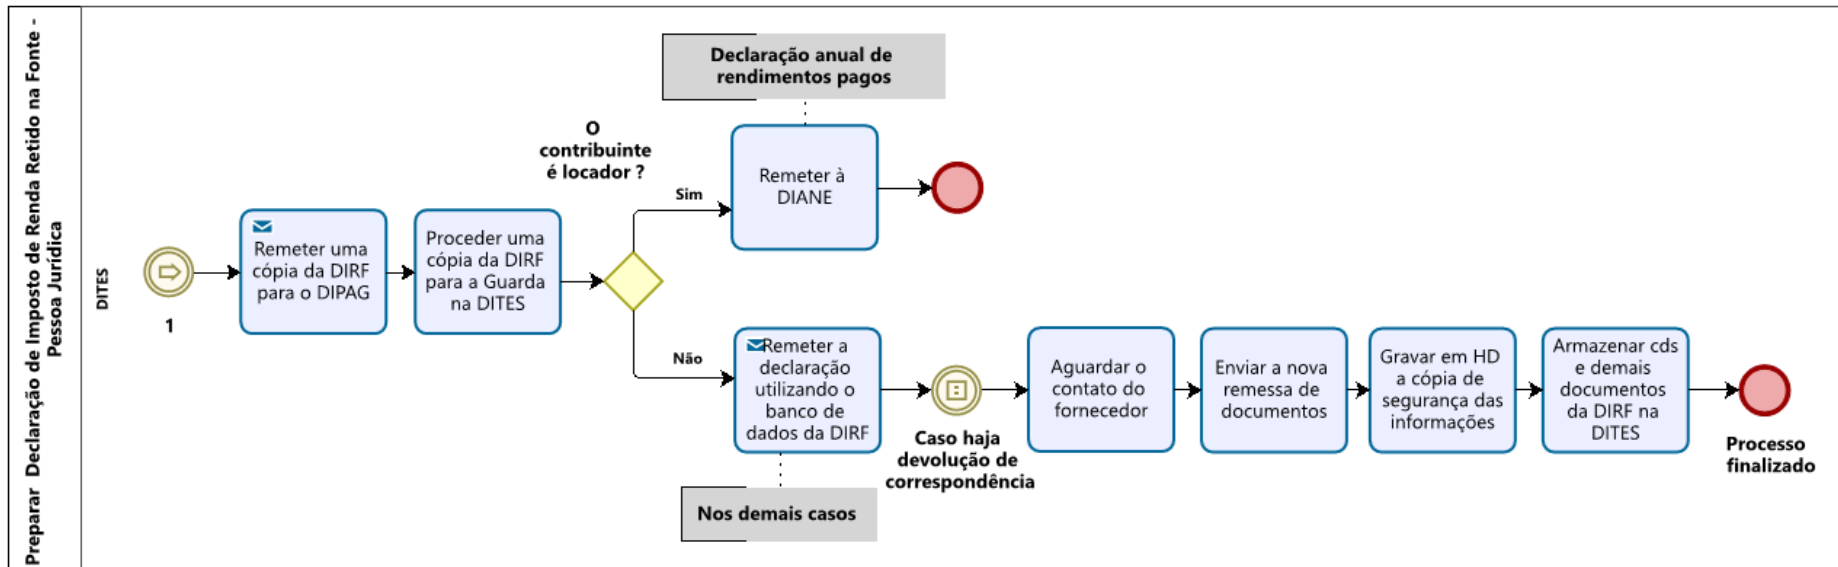 Preparar Declaração de Imposto de Renda Retido na Fonte -
Pessoa Jurídica
DITES
1
Remeter uma
cópia da DIRF
para o DIPAG
Proceder uma
cópia da DIRF
para a Guarda
na DITES
O
contribuinte
é locador ?
Sim
Declaração anual de
rendimentos pagos
Remeter à
DIANE
Não
Remeter a
declaração
utilizando o
banco de
dados da DIRF
Nos demais casos
Caso haja
devolução de
correspondência
Aguardar o
contato do
fornecedor
Enviar a nova
remessa de
documentos
Gravar em HD
a cópia de
segurança das
informações
Armazenar cds
e demais
documentos
da DIRF na
DITES
Processo
finalizado